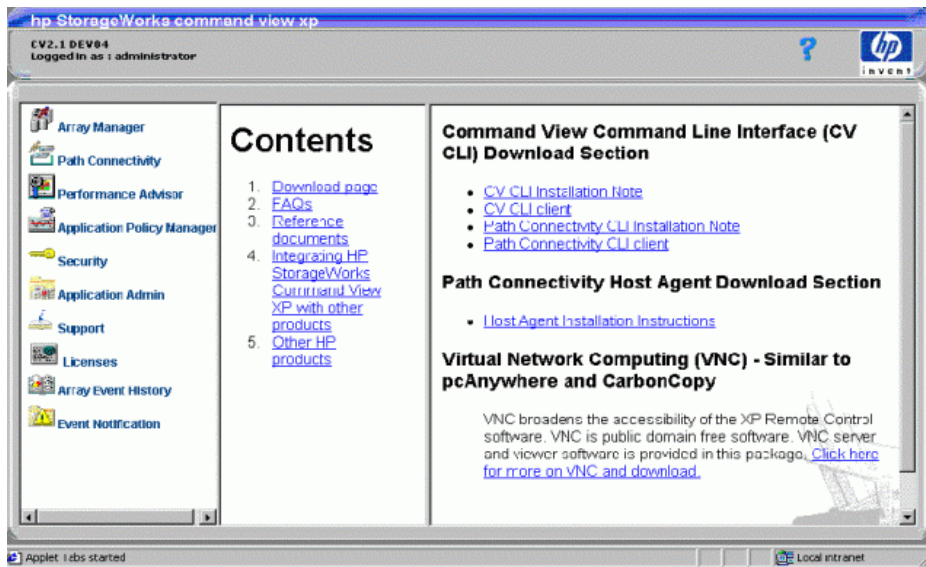 hp StorageWorks command view xp
CV2.1 DEV04
Logged in as : administrator
?
hp
invent
Array Manager
Path Connectivity
Performance Advisor
Application Policy Manager
Security
Application Admin
Support
Licenses
Array Event History
Event Notification
Contents
1. Download page
2. FAQs
3. Reference
documents
4. Integrating HP
StorageWorks
Command View
XP with other
products
5. Other HP
products
Command View Command Line Interface (CV
CLI) Download Section
• CV CLI Installation Note
• CV CLI client
• Path Connectivity CLI Installation Note
• Path Connectivity CLI client
Path Connectivity Host Agent Download Section
• Host Agent Installation Instructions
Virtual Network Computing (VNC) - Similar to
pcAnywhere and CarbonCopy
VNC broadens the accessibility of the XP Remote Control
software. VNC is public domain free software. VNC server
and viewer software is provided in this package. Click here
for more on VNC and download.
Applet Tabs started
Local intranet